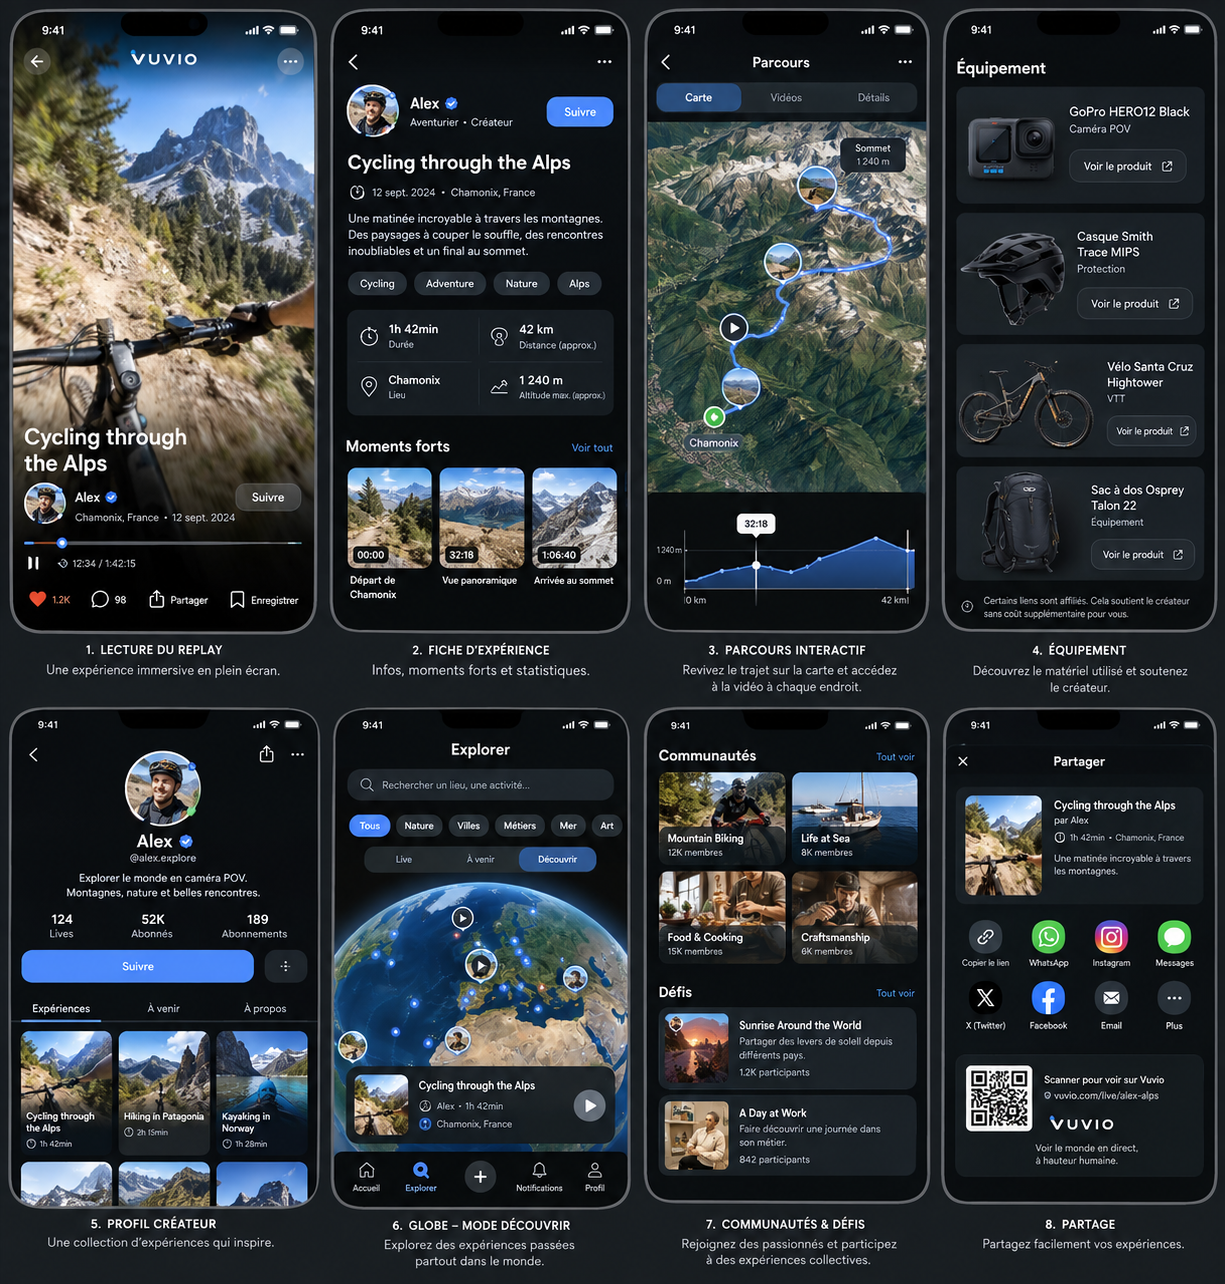 9:41
VUVIO
Cycling through
the Alps
Alex
Suivre
Chamonix, France • 12 sept. 2024
12:34 / 1:42:15
1.2K
98
Partager
Enregistrer
1. LECTURE DU REPLAY
Une expérience immersive en plein écran.
9:41
Alex
Aventurier • Créateur
Suivre
Cycling through the Alps
12 sept. 2024 • Chamonix, France
Une matinée incroyable à travers les montagnes.
Des paysages à couper le souffle, des rencontres
inoubliables et un final au sommet.
Cycling
Adventure
Nature
Alps
1h 42min
Durée
42 km
Distance (approx.)
Chamonix
Lieu
1 240 m
Altitude max. (approx.)
Moments forts
Voir tout
00:00
32:18
1:06:40
Départ de
Chamonix
Vue panoramique
Arrivée au sommet
2. FICHE D'EXPÉRIENCE
Infos, moments forts et statistiques.
9:41
Parcours
Carte
Vidéos
Détails
Sommet
1 240 m
Chamonix
32:18
1240 m
0 m
0 km
42 km
3. PARCOURS INTERACTIF
Revivez le trajet sur la carte et accédez
à la vidéo à chaque endroit.
9:41
Équipement
GoPro HERO12 Black
Caméra POV
Voir le produit
Casque Smith
Trace MIPS
Protection
Voir le produit
Vélo Santa Cruz
Hightower
VTT
Voir le produit
Sac à dos Osprey
Talon 22
Équipement
Voir le produit
Certains liens sont affiliés. Cela soutient le créateur
sans coût supplémentaire pour vous.
4. ÉQUIPEMENT
Découvrez le matériel utilisé et soutenez
le créateur.
9:41
Alex
@alex.explore
Explorer le monde en caméra POV.
Montagnes, nature et belles rencontres.
124
Lives
52K
Abonnés
189
Abonnements
Suivre
Expériences
À venir
À propos
Cycling through
the Alps
1h 42min
Hiking in Patagonia
2h 15min
Kayaking in
Norway
1h 28min
5. PROFIL CRÉATEUR
Une collection d'expériences qui inspire.
9:41
Explorer
Rechercher un lieu, une activité...
Tous
Nature
Villes
Métiers
Mer
Art
Live
À venir
Découvrir
Cycling through the Alps
Alex • 1h 42min
Chamonix, France
Accueil
Explorer
Notifications
Profil
6. GLOBE – MODE DÉCOUVRIR
Explorez des expériences passées
partout dans le monde.
9:41
Communautés
Tout voir
Mountain Biking
12K membres
Life at Sea
8K membres
Food & Cooking
15K membres
Craftsmanship
6K membres
Défis
Tout voir
Sunrise Around the World
Partager des levers de soleil depuis
différents pays.
1.2K participants
A Day at Work
Faire découvrir une journée dans
son métier.
842 participants
7. COMMUNAUTÉS & DÉFIS
Rejoignez des passionnés et participez
à des expériences collectives.
9:41
Partager
Cycling through the Alps
par Alex
1h 42min • Chamonix, France
Une matinée incroyable à travers
les montagnes.
Copier le lien
WhatsApp
Instagram
Messages
X (Twitter)
Facebook
Email
Plus
Scanner pour voir sur Vuvio
vuvio.com/live/alex-alps
VUVIO
Voir le monde en direct,
à hauteur humaine.
8. PARTAGE
Partagez facilement vos expériences.